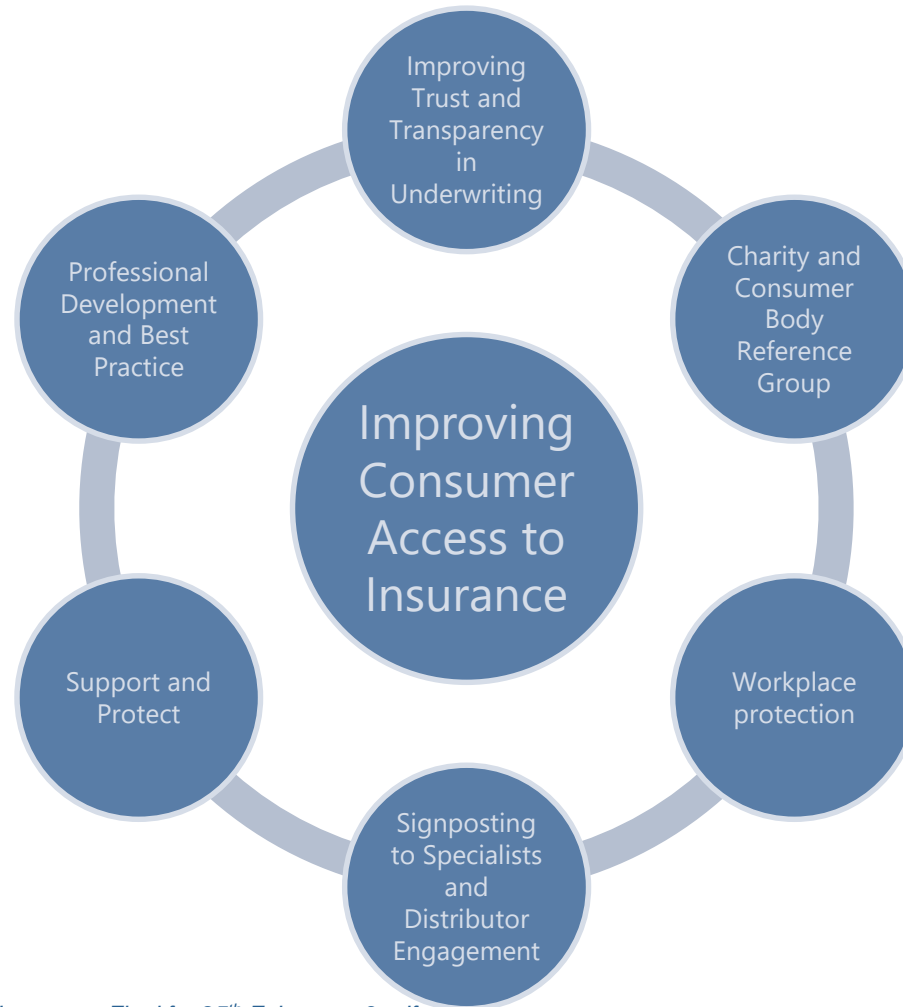 Improving
Trust and
Transparency
in
Underwriting
Charity and
Consumer
Body
Reference
Group
Professional
Development
and Best
Practice
Improving
Consumer
Access to
Insurance
Workplace
protection
Support and
Protect
Signposting
to Specialists
and
Distributor
Engagement